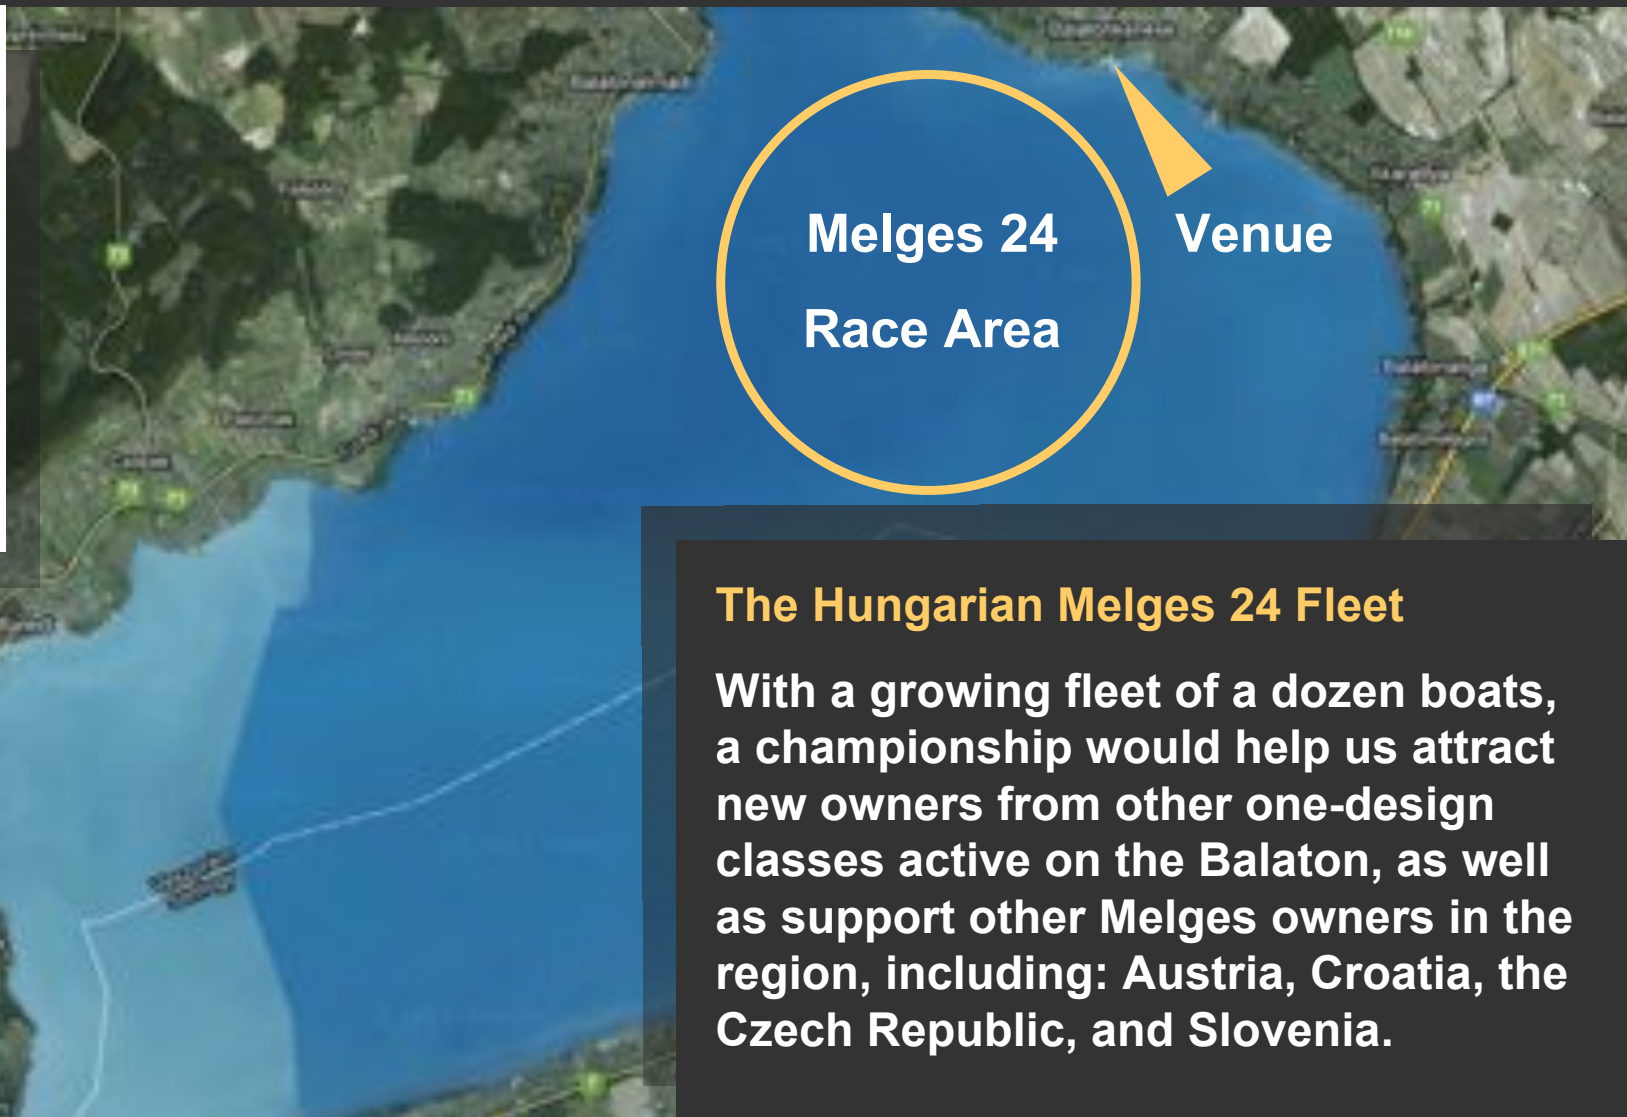 Melges 24
Race Area
Venue
The Hungarian Melges 24 Fleet
With a growing fleet of a dozen boats,
a championship would help us attract
new owners from other one-design
classes active on the Balaton, as well
as support other Melges owners in the
region, including: Austria, Croatia, the
Czech Republic, and Slovenia.